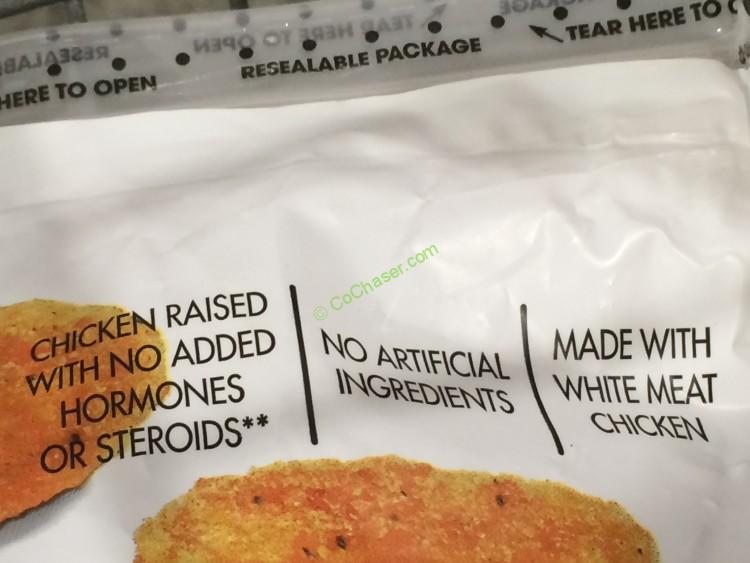 TEAR HERE TO
RESEALABLE PACKAGE
HERE TO OPEN
© CoChaser.com
CHICKEN RAISED
WITH NO ADDED
HORMONES
OR STEROIDS**
NO ARTIFICIAL
INGREDIENTS
MADE WITH
WHITE MEAT
CHICKEN